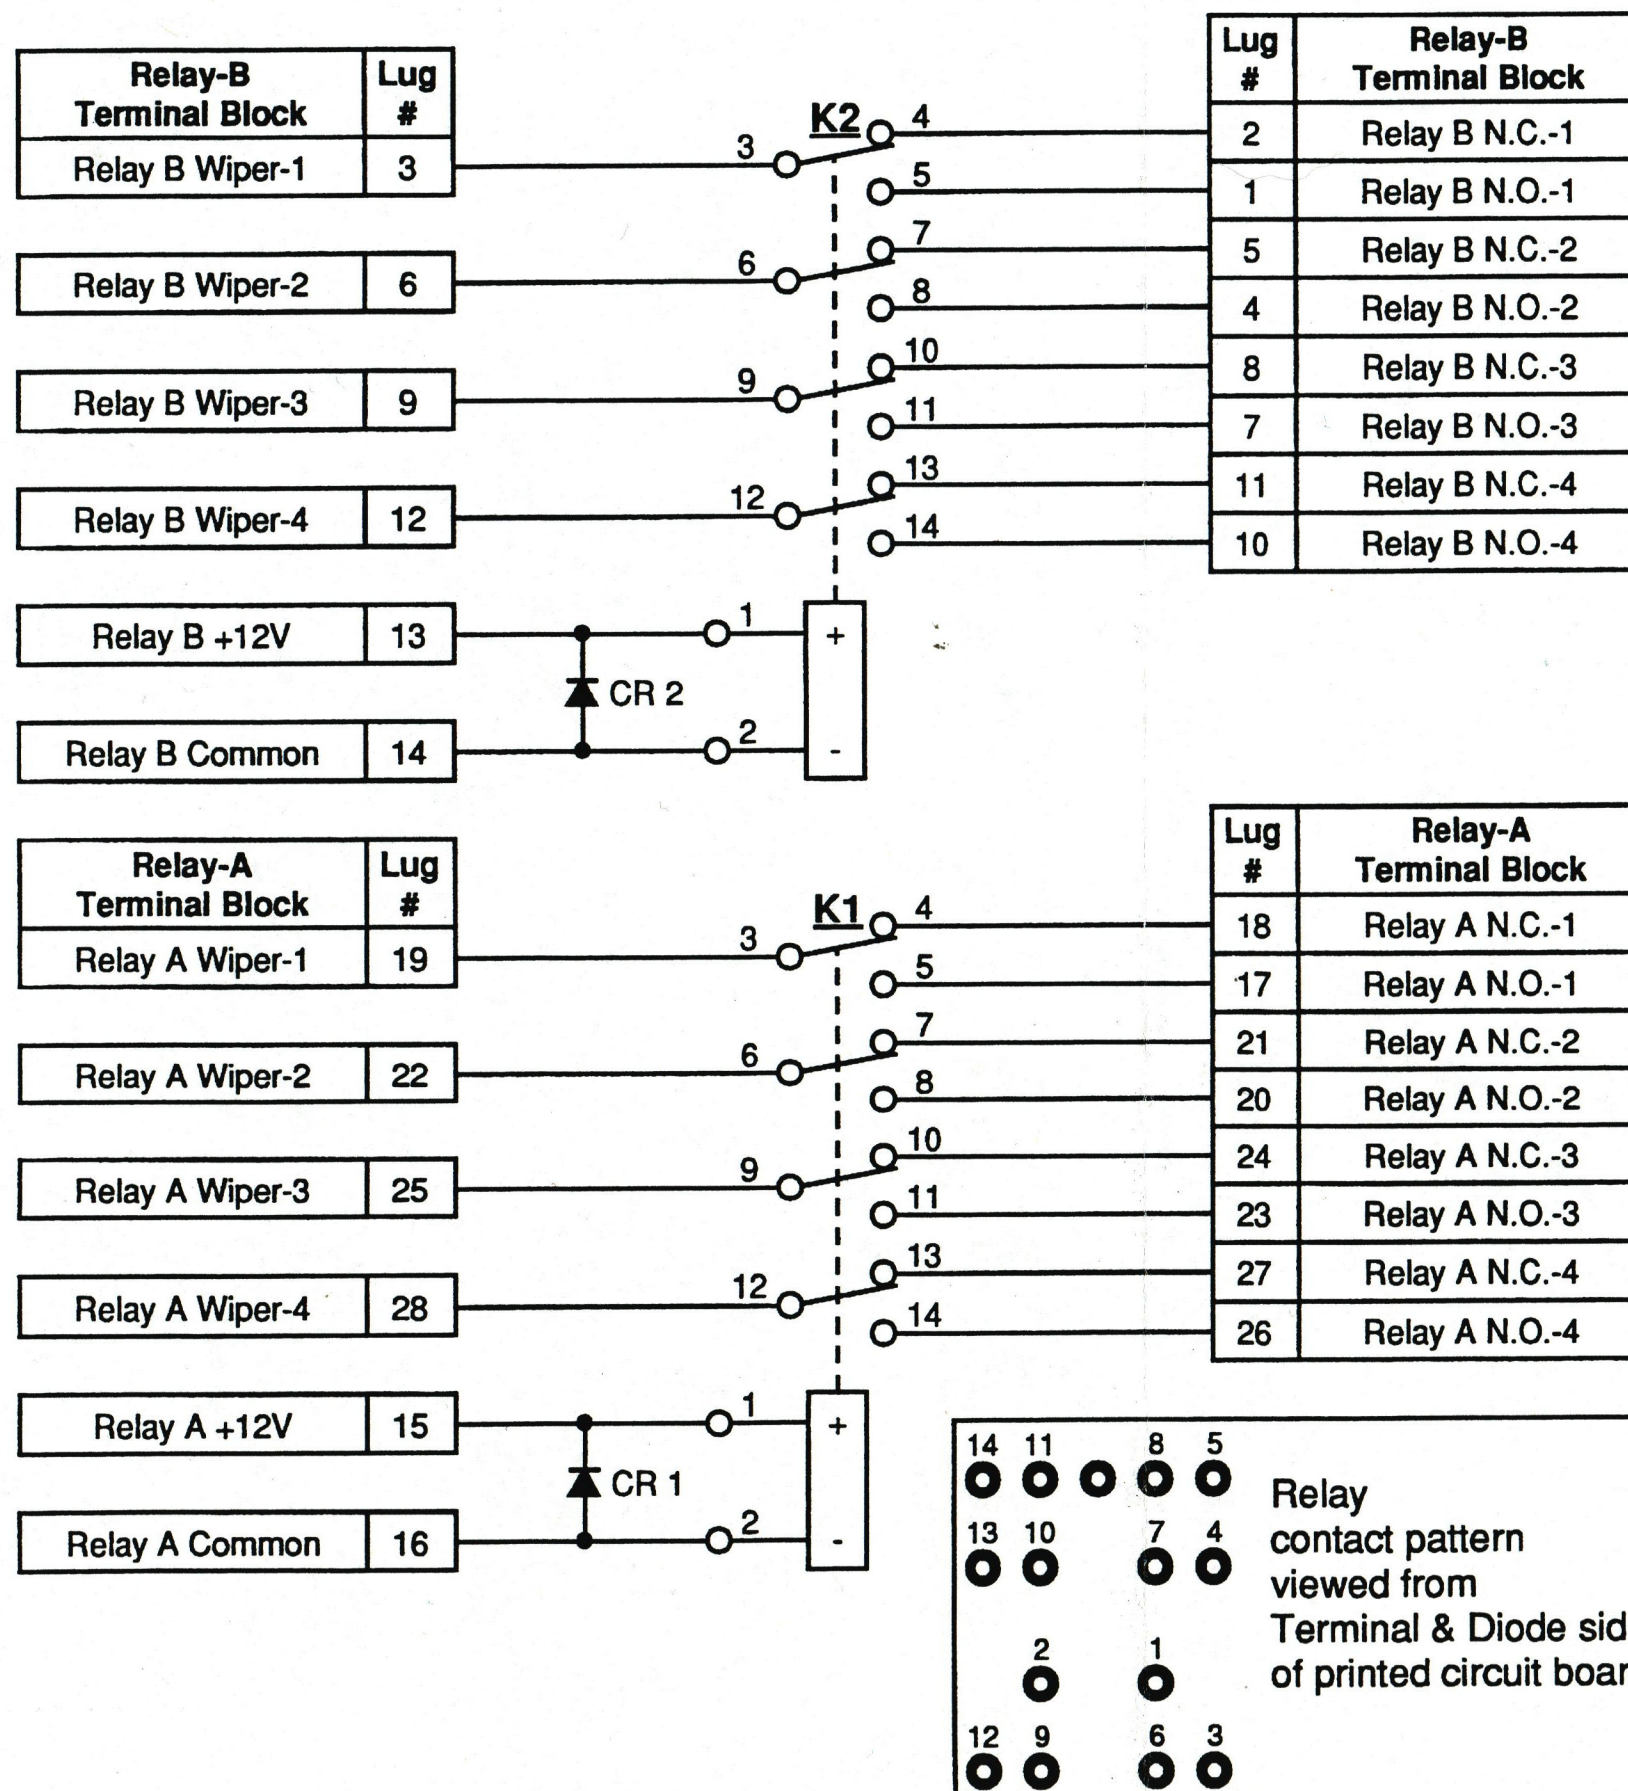 Relay-B Terminal Block Lug #
Relay B Wiper-1 3
Relay B Wiper-2 6
Relay B Wiper-3 9
Relay B Wiper-4 12
Relay B +12V 13
Relay B Common 14
K2
3 4
5
6 7
8
9 10
11
12 13
14
1 +
CR 2
2 -
Lug # Relay-B Terminal Block
2 Relay B N.C.-1
1 Relay B N.O.-1
5 Relay B N.C.-2
4 Relay B N.O.-2
8 Relay B N.C.-3
7 Relay B N.O.-3
11 Relay B N.C.-4
10 Relay B N.O.-4
Relay-A Terminal Block Lug #
Relay A Wiper-1 19
Relay A Wiper-2 22
Relay A Wiper-3 25
Relay A Wiper-4 28
Relay A +12V 15
Relay A Common 16
K1
3 4
5
6 7
8
9 10
11
12 13
14
1 +
CR 1
2 -
Lug # Relay-A Terminal Block
18 Relay A N.C.-1
17 Relay A N.O.-1
21 Relay A N.C.-2
20 Relay A N.O.-2
24 Relay A N.C.-3
23 Relay A N.O.-3
27 Relay A N.C.-4
26 Relay A N.O.-4
14 11 8 5
13 10 7 4
2 1
12 9 6 3
Relay
contact pattern
viewed from
Terminal & Diode sid
of printed circuit boar